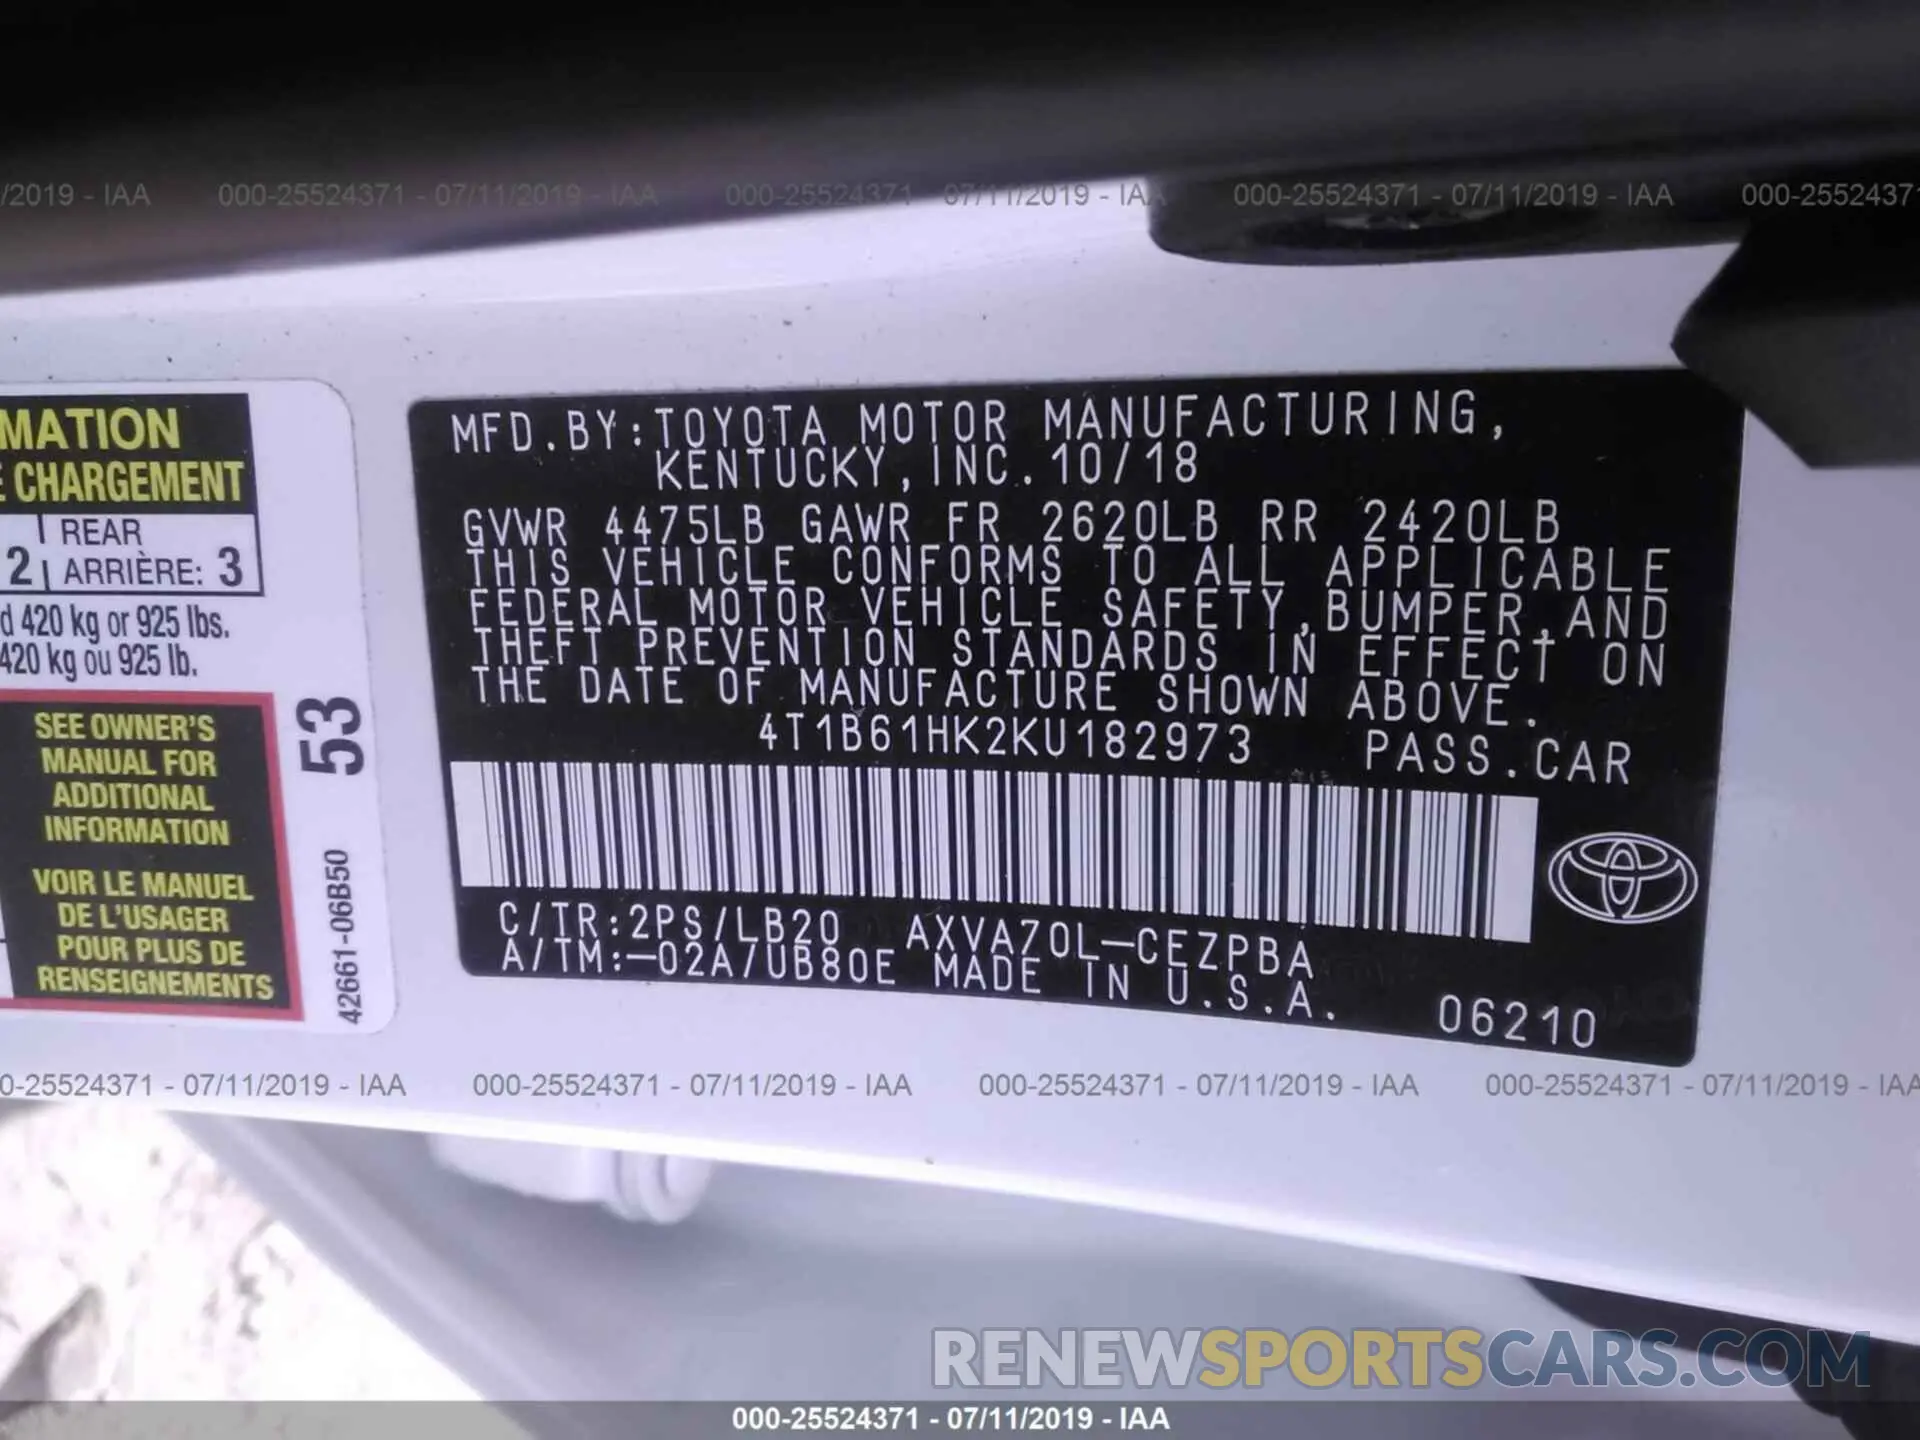 /2019 - IAA 000-25524371 - 07/11/2019 - IAA 000-25524371 - 07/11/2019 - IAA 000-25524371 - 07/11/2019 - IAA 000-2552437
MATION
E CHARGEMENT
REAR
2 ARRIÈRE: 3
d 420 kg or 925 lbs.
420 kg ou 925 lb.
SEE OWNER'S
MANUAL FOR
ADDITIONAL
INFORMATION
VOIR LE MANUEL
DE L'USAGER
POUR PLUS DE
RENSEIGNEMENTS
53
42661-06B50
MFD.BY:TOYOTA MOTOR MANUFACTURING,
KENTUCKY,INC. 10/18
GVWR 4475LB GAWR FR 2620LB RR 2420LB
THIS VEHICLE CONFORMS TO ALL APPLICABLE
FEDERAL MOTOR VEHICLE SAFETY,BUMPER,AND
THEFT PREVENTION STANDARDS IN EFFECT ON
THE DATE OF MANUFACTURE SHOWN ABOVE.
4T1B61HK2KU182973 PASS.CAR
C/TR:2PS/LB20 AXVA70L-CEZPBA
A/TM:-02A/UB80E MADE IN U.S.A.
06210
0-25524371 - 07/11/2019 - IAA 000-25524371 - 07/11/2019 - IAA 000-25524371 - 07/11/2019 - IAA 000-25524371 - 07/11/2019 - IAA
RENEWSPORTSCARS.COM
000-25524371 - 07/11/2019 - IAA